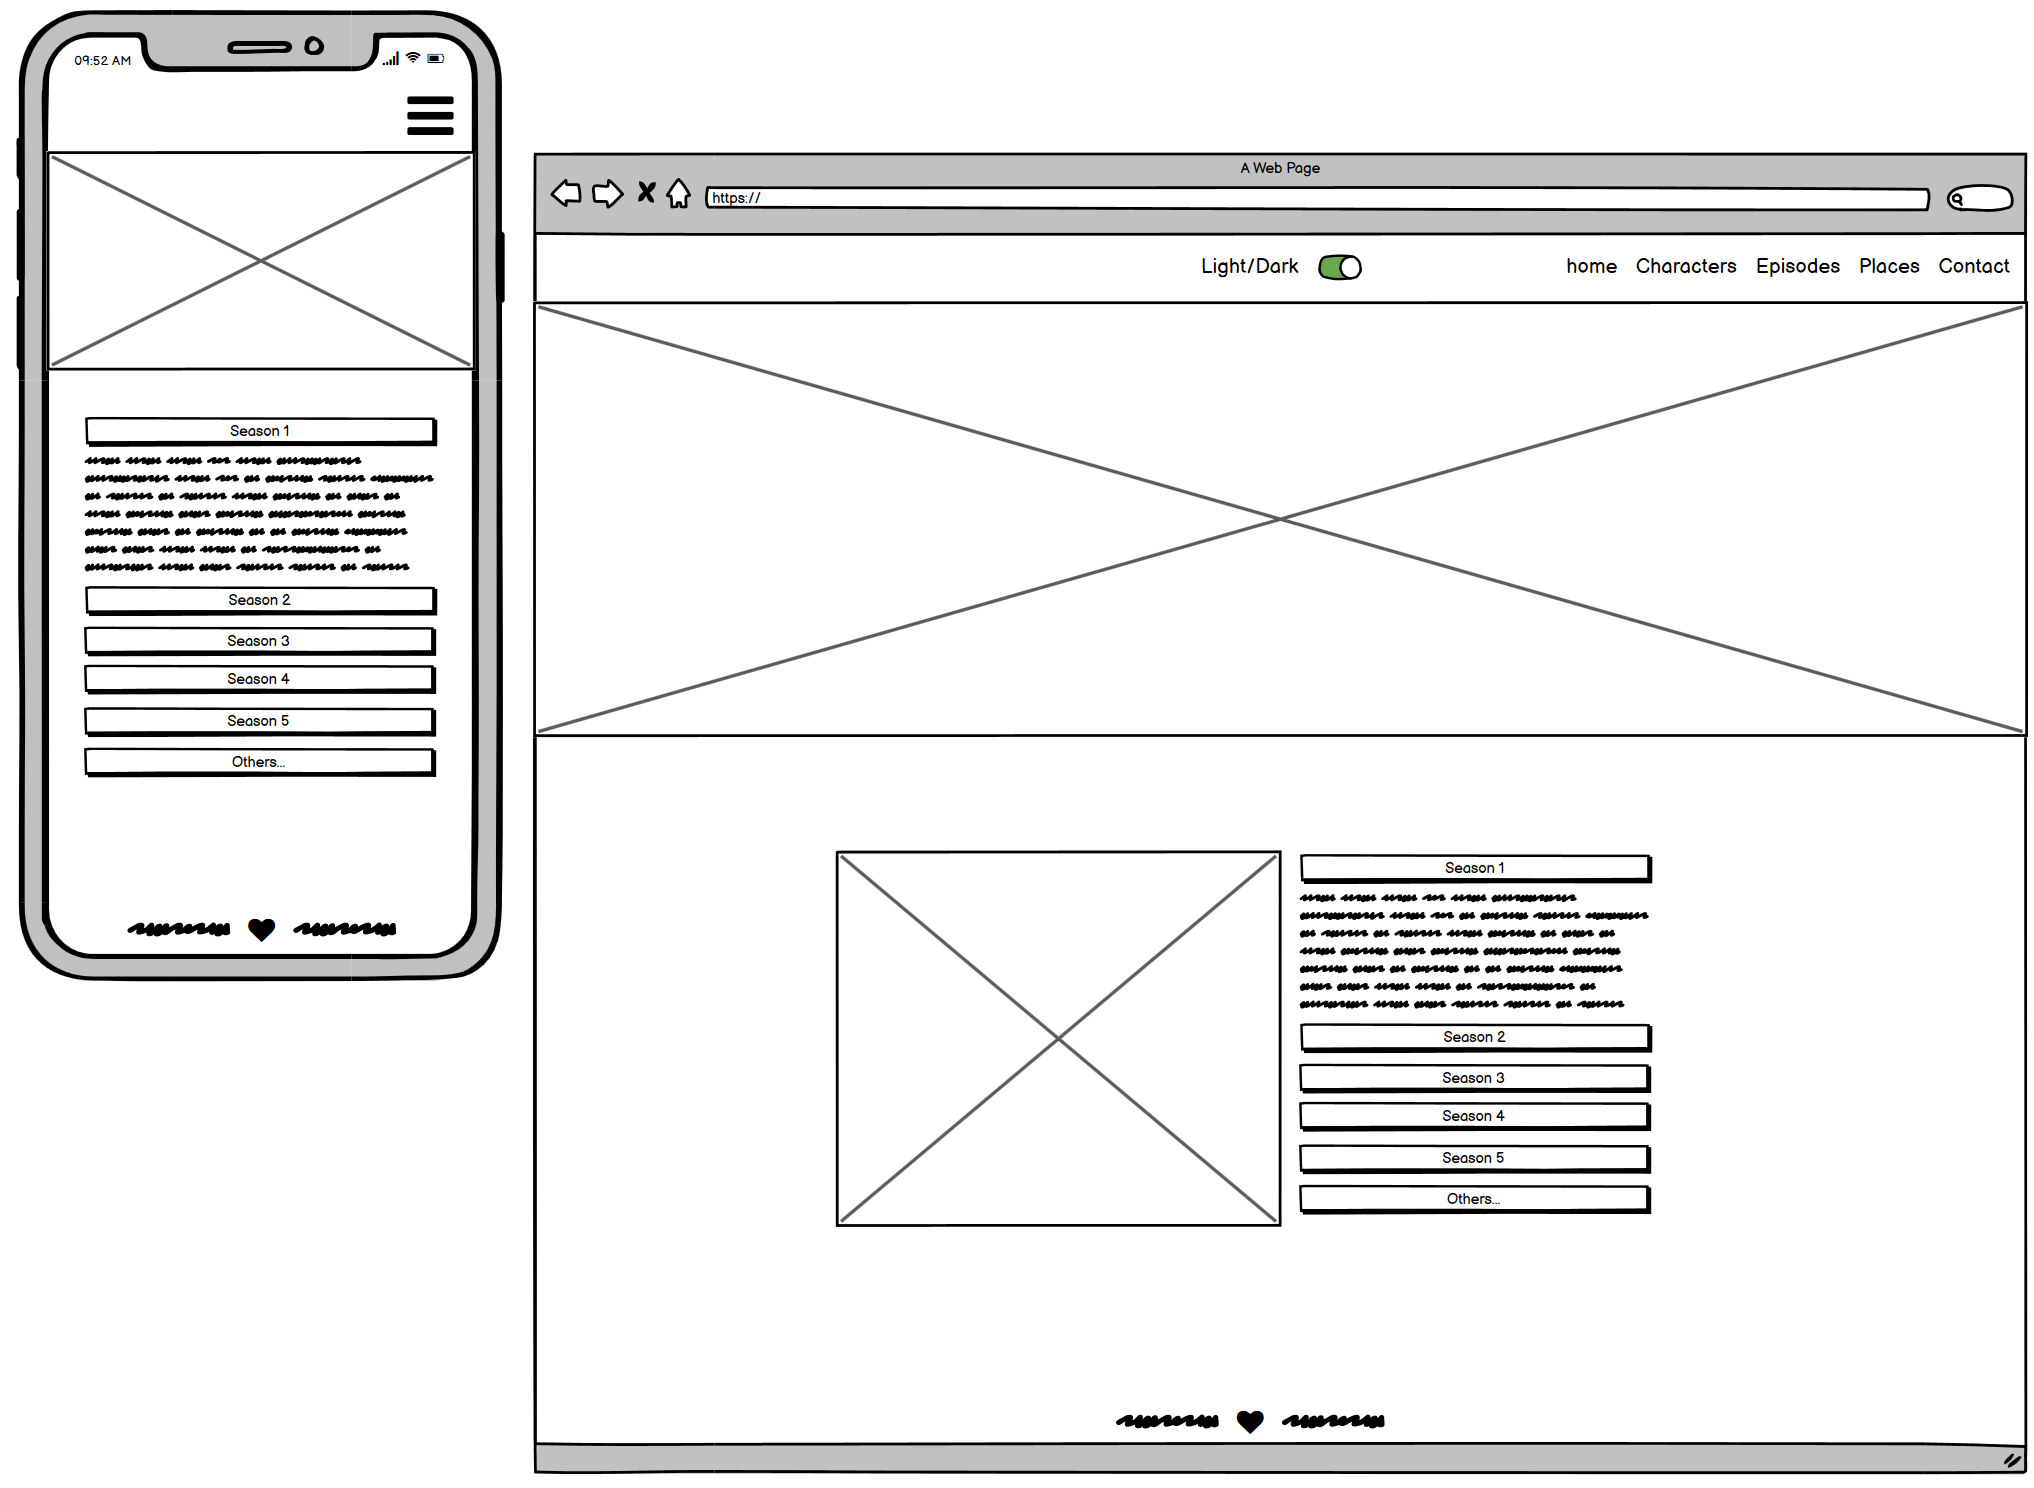 09:52 AM
Season 1
Season 2
Season 3
Season 4
Season 5
Others...
A Web Page
https://
Light/Dark
home Characters Episodes Places Contact
Season 1
Season 2
Season 3
Season 4
Season 5
Others...